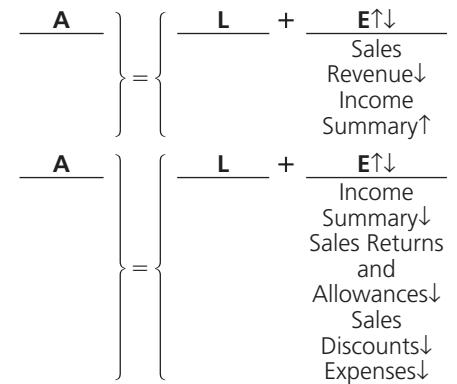 A = L + E↑↓
Sales
Revenue↓
Income
Summary↑
A = L + E↑↓
Income
Summary↓
Sales Returns
and
Allowances↓
Sales
Discounts↓
Expenses↓